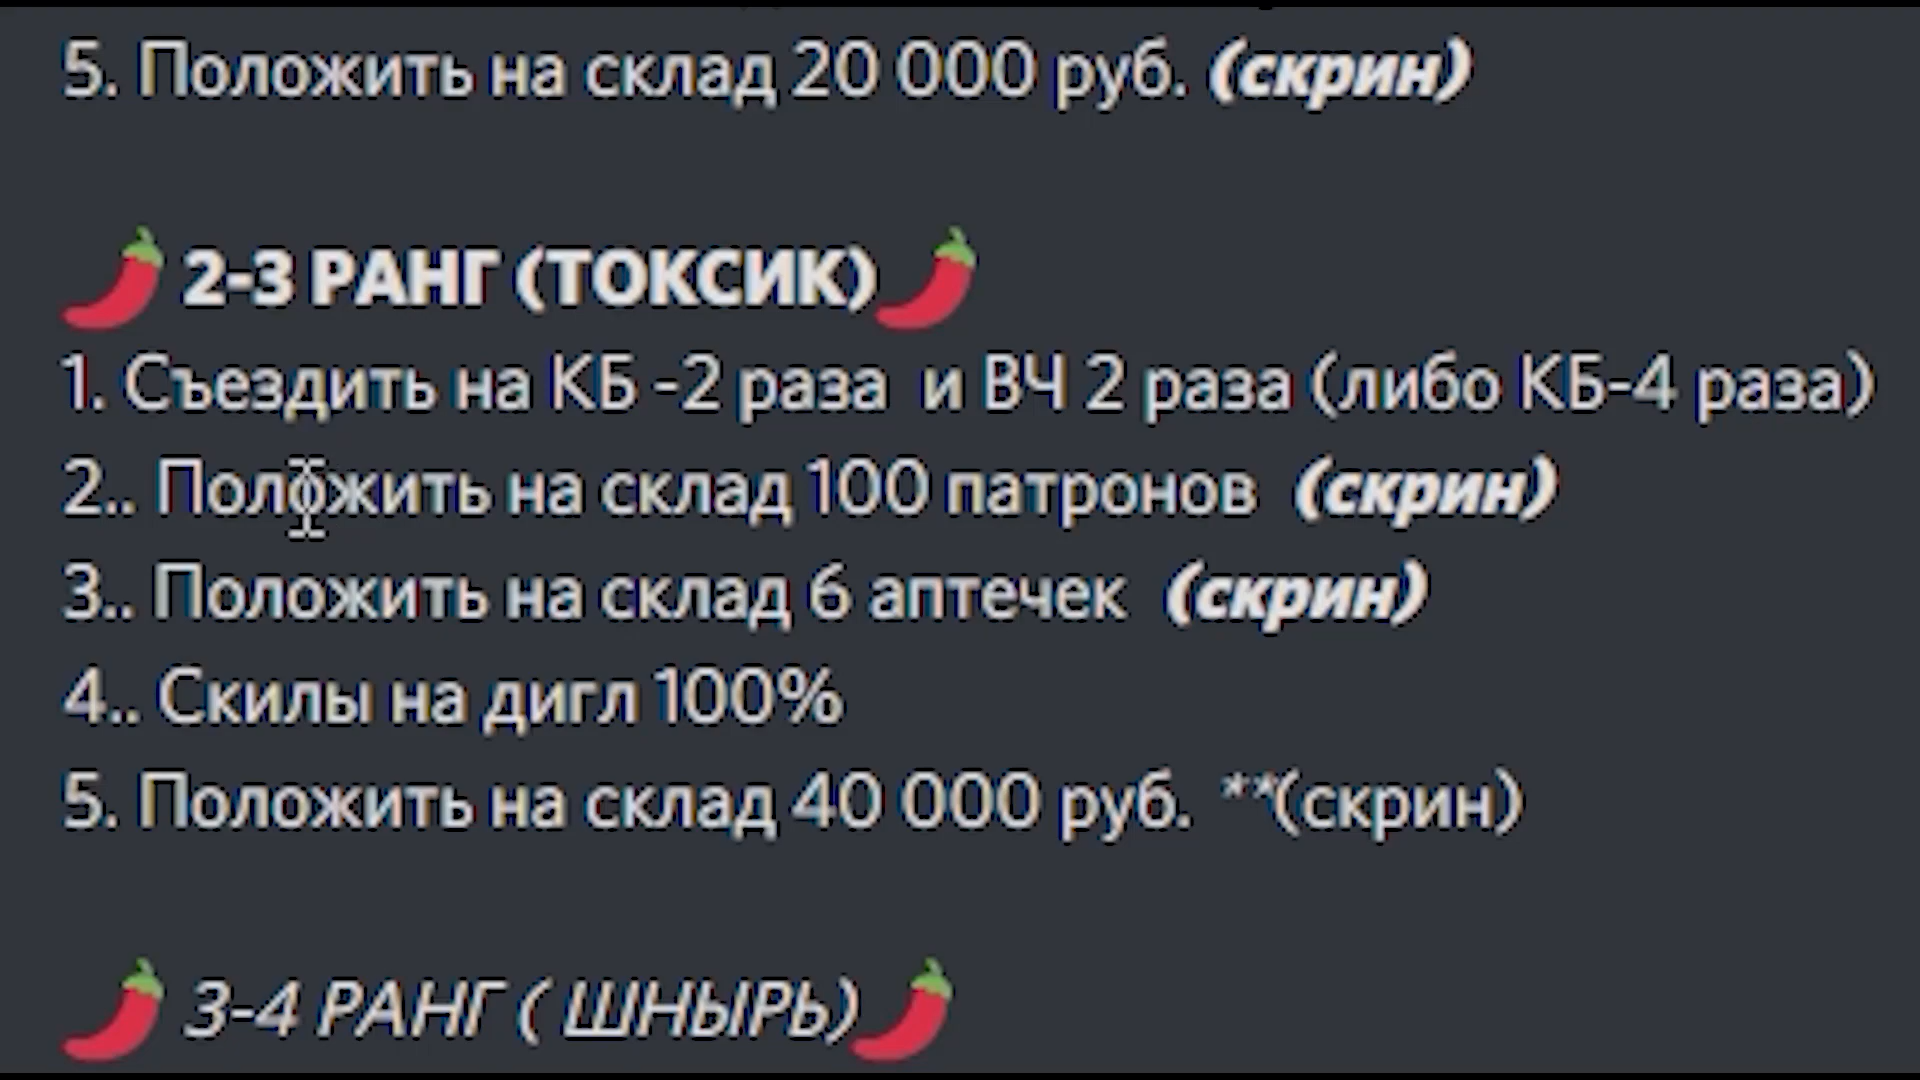 5. Положить на склад 20 000 руб. (скрин)
2-3 РАНГ (ТОКСИК)
1. Съездить на КБ -2 раза и ВЧ 2 раза (либо КБ-4 раза)
2.. Положить на склад 100 патронов (скрин)
3.. Положить на склад 6 аптечек (скрин)
4.. Скилы на дигл 100%
5. Положить на склад 40 000 руб. **(скрин)
3-4 РАНГ ( ШНЫРЬ)